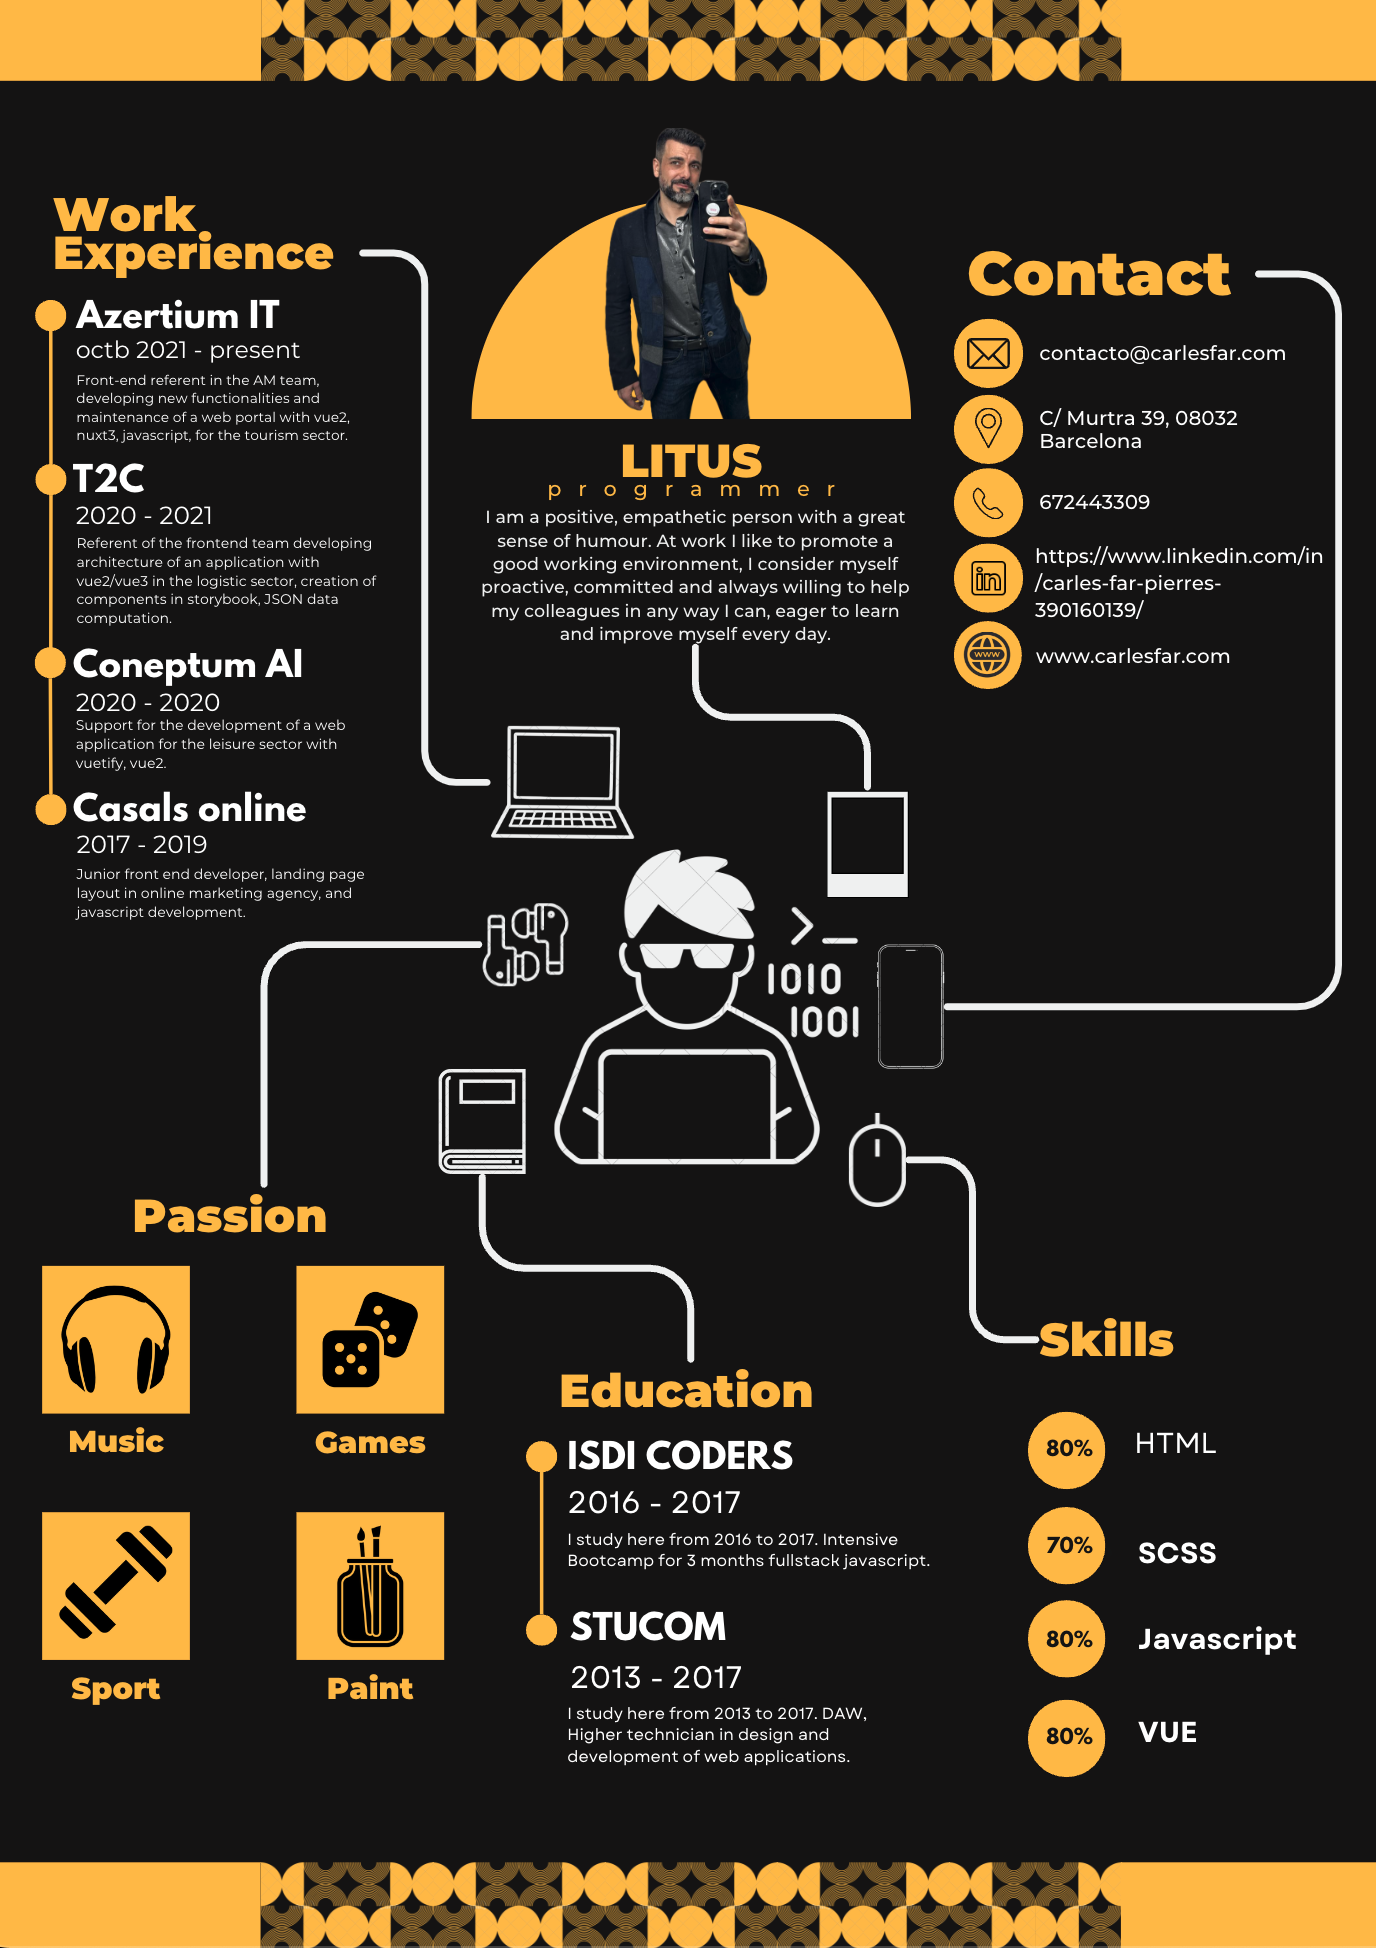 Work
Experience
Azertium IT
octb 2021 - present
Front-end referent in the AM team,
developing new functionalities and
maintenance of a web portal with vue2,
nuxt3, javascript, for the tourism sector.
T2C
2020 - 2021
Referent of the frontend team developing
architecture of an application with
vue2/vue3 in the logistic sector, creation of
components in storybook, JSON data
computation.
Coneptum AI
2020 - 2020
Support for the development of a web
application for the leisure sector with
vuetify, vue2.
Casals online
2017 - 2019
Junior front end developer, landing page
layout in online marketing agency, and
javascript development.
LITUS
programmer
I am a positive, empathetic person with a great
sense of humour. At work I like to promote a
good working environment, I consider myself
proactive, committed and always willing to help
my colleagues in any way I can, eager to learn
and improve myself every day.
Contact
contacto@carlesfar.com
C/ Murtra 39, 08032
Barcelona
672443309
in
https://www.linkedin.com/in
/carles-far-pierres-
390160139/
www
www.carlesfar.com
>_
1010
1001
Passion
Music
Games
Sport
Paint
Education
ISDI CODERS
2016 - 2017
I study here from 2016 to 2017. Intensive
Bootcamp for 3 months fullstack javascript.
STUCOM
2013 - 2017
I study here from 2013 to 2017. DAW,
Higher technician in design and
development of web applications.
Skills
80% HTML
70% SCSS
80% Javascript
80% VUE